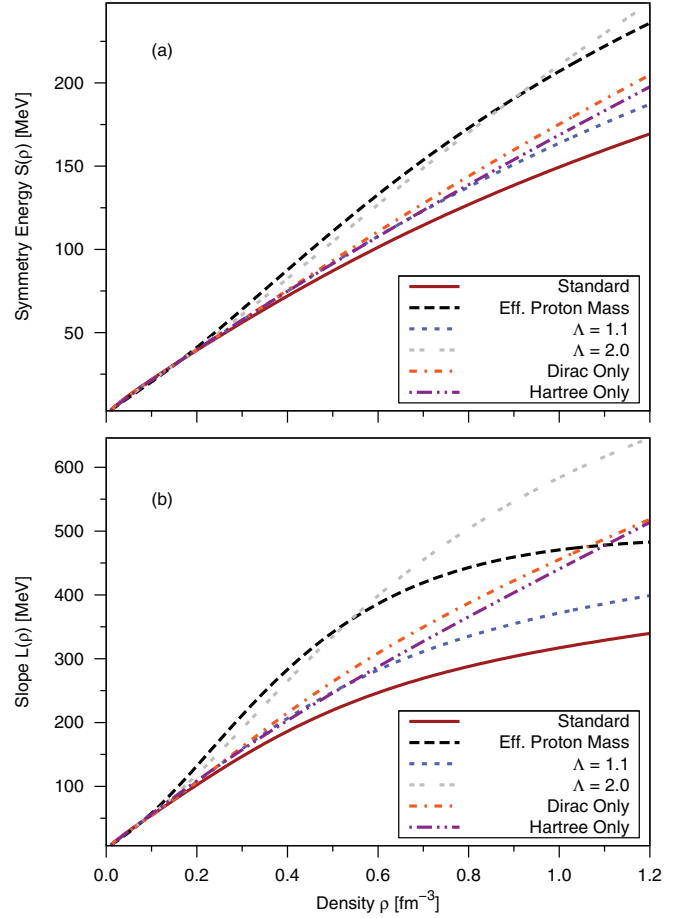 (a)
Symmetry Energy S(ρ) [MeV]
200
150
100
50
Standard
Eff. Proton Mass
Λ = 1.1
Λ = 2.0
Dirac Only
Hartree Only
(b)
Slope L(ρ) [MeV]
600
500
400
300
200
100
Standard
Eff. Proton Mass
Λ = 1.1
Λ = 2.0
Dirac Only
Hartree Only
0.0 0.2 0.4 0.6 0.8 1.0 1.2
Density ρ [fm⁻³]